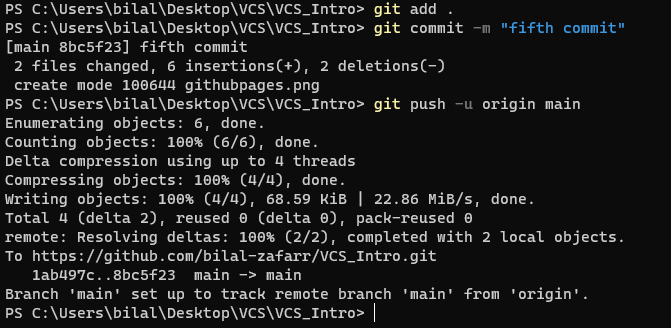 PS C:\Users\bilal\Desktop\VCS\VCS_Intro> git add .
PS C:\Users\bilal\Desktop\VCS\VCS_Intro> git commit -m "fifth commit"
[main 8bc5f23] fifth commit
 2 files changed, 6 insertions(+), 2 deletions(-)
 create mode 100644 githubpages.png
PS C:\Users\bilal\Desktop\VCS\VCS_Intro> git push -u origin main
Enumerating objects: 6, done.
Counting objects: 100% (6/6), done.
Delta compression using up to 4 threads
Compressing objects: 100% (4/4), done.
Writing objects: 100% (4/4), 68.59 KiB | 22.86 MiB/s, done.
Total 4 (delta 2), reused 0 (delta 0), pack-reused 0
remote: Resolving deltas: 100% (2/2), completed with 2 local objects.
To https://github.com/bilal-zafarr/VCS_Intro.git
   1ab497c..8bc5f23  main -> main
Branch 'main' set up to track remote branch 'main' from 'origin'.
PS C:\Users\bilal\Desktop\VCS\VCS_Intro>